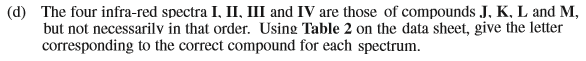 (d) The four infra-red spectra I, II, III and IV are those of compounds J, K, L and M,
but not necessarily in that order. Using Table 2 on the data sheet, give the letter
corresponding to the correct compound for each spectrum.